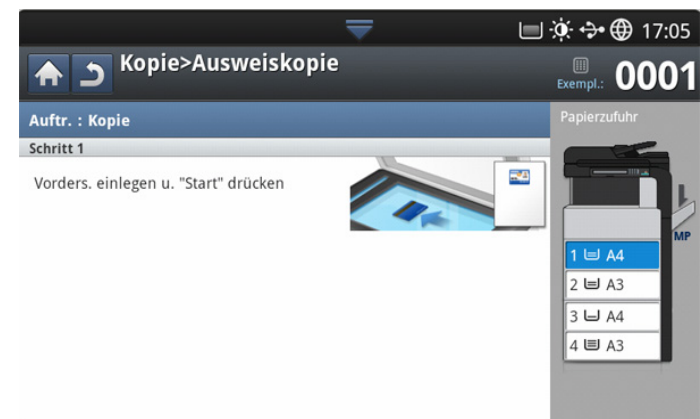 17:05
Kopie>Ausweiskopie
Exempl.: 0001
Auftr. : Kopie
Papierzufuhr
Schritt 1
Vorders. einlegen u. "Start" drücken
MP
1 A4
2 A3
3 A4
4 A3